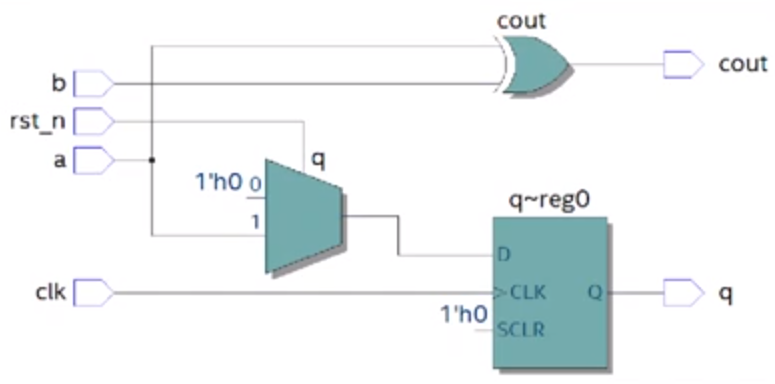 cout
cout
b
rst_n
a
q
1'h0 0
1
q~reg0
D
clk
>CLK
Q
q
1'h0
SCLR